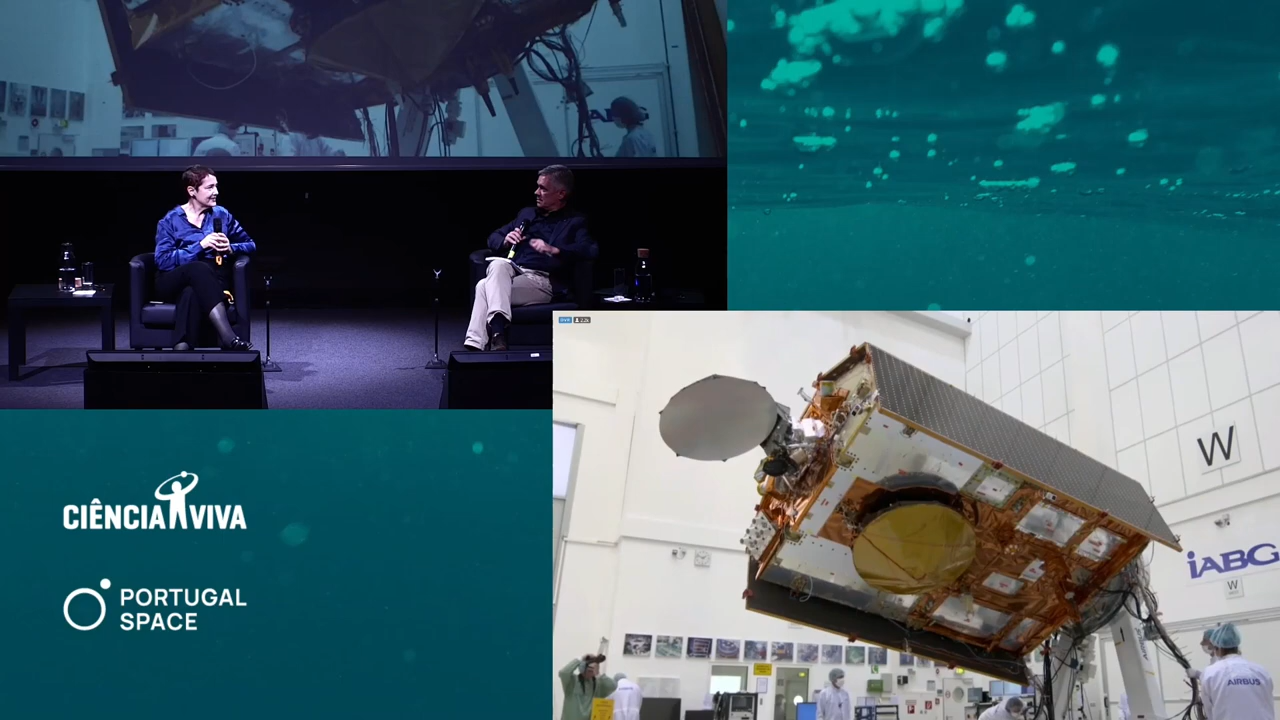 CIÊNCIA VIVA
PORTUGAL
SPACE
W
iABG
W
AIRBUS